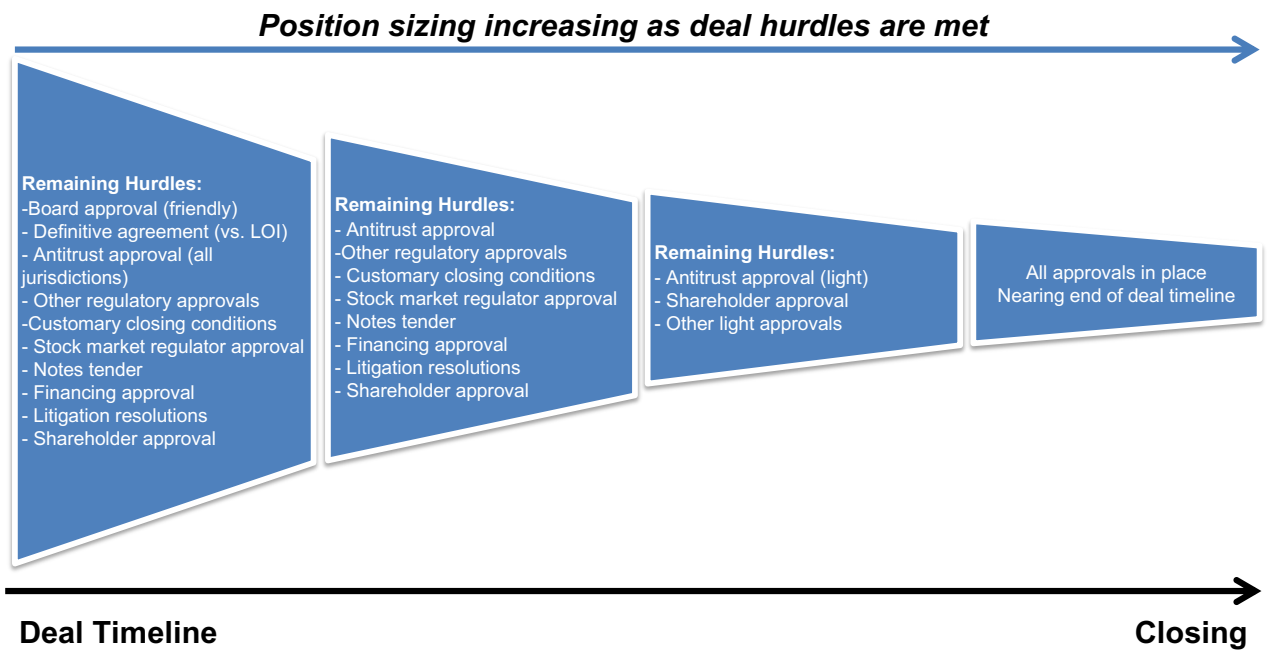 Position sizing increasing as deal hurdles are met
Remaining Hurdles:
-Board approval (friendly)
- Definitive agreement (vs. LOI)
- Antitrust approval (all
jurisdictions)
- Other regulatory approvals
-Customary closing conditions
- Stock market regulator approval
- Notes tender
- Financing approval
- Litigation resolutions
- Shareholder approval
Remaining Hurdles:
- Antitrust approval
-Other regulatory approvals
- Customary closing conditions
- Stock market regulator approval
- Notes tender
- Financing approval
- Litigation resolutions
- Shareholder approval
Remaining Hurdles:
- Antitrust approval (light)
- Shareholder approval
- Other light approvals
All approvals in place
Nearing end of deal timeline
Deal Timeline
Closing